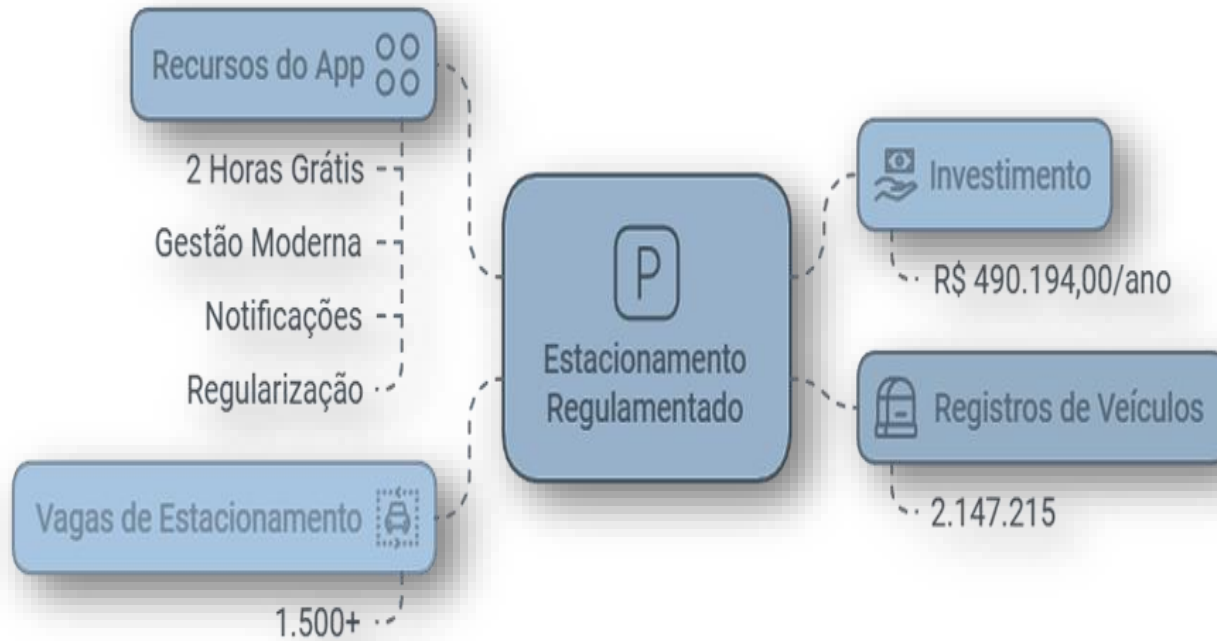 Recursos do App
2 Horas Grátis
Gestão Moderna
Notificações
Regularização
Vagas de Estacionamento
1.500+
P
Estacionamento
Regulamentado
Investimento
R$ 490.194,00/ano
Registros de Veículos
2.147.215